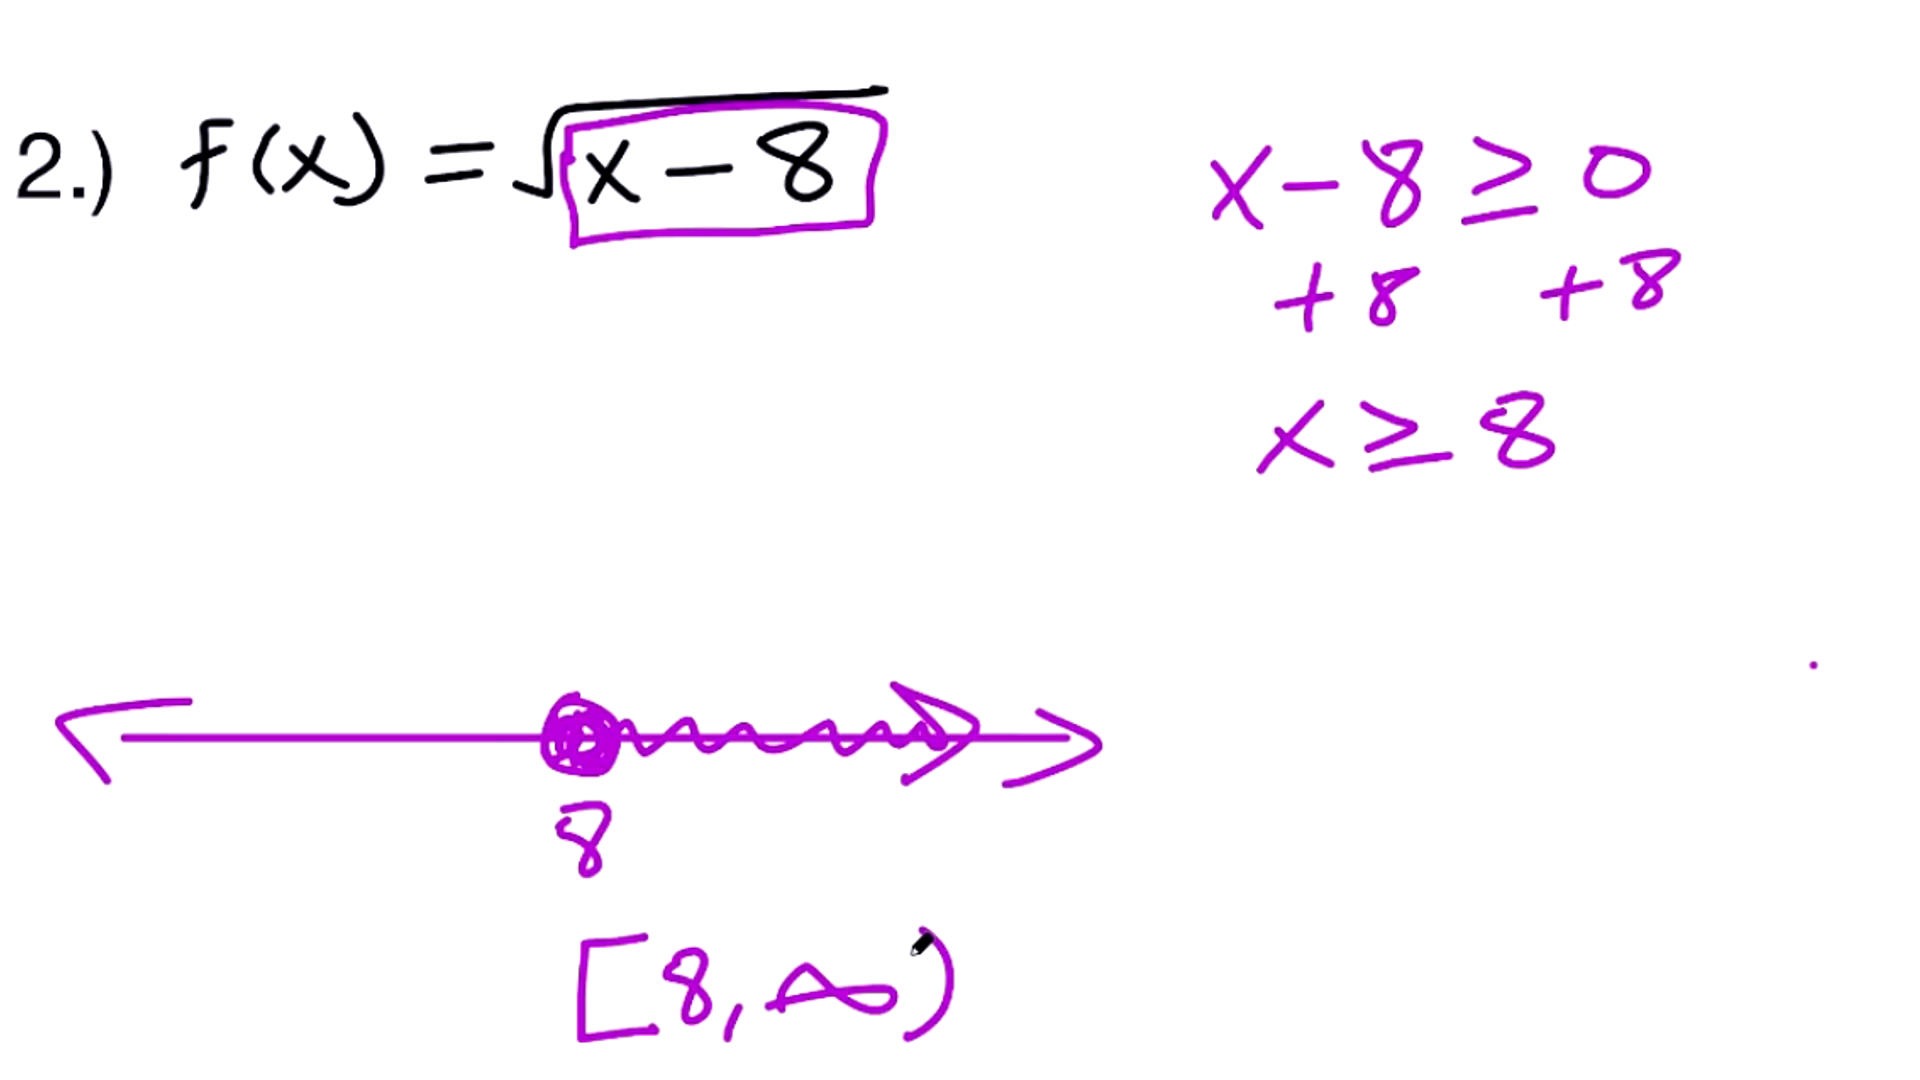 2.) f(x) = √x - 8
x - 8 ≥ 0
+ 8 + 8
x ≥ 8
8
[8, ∞)